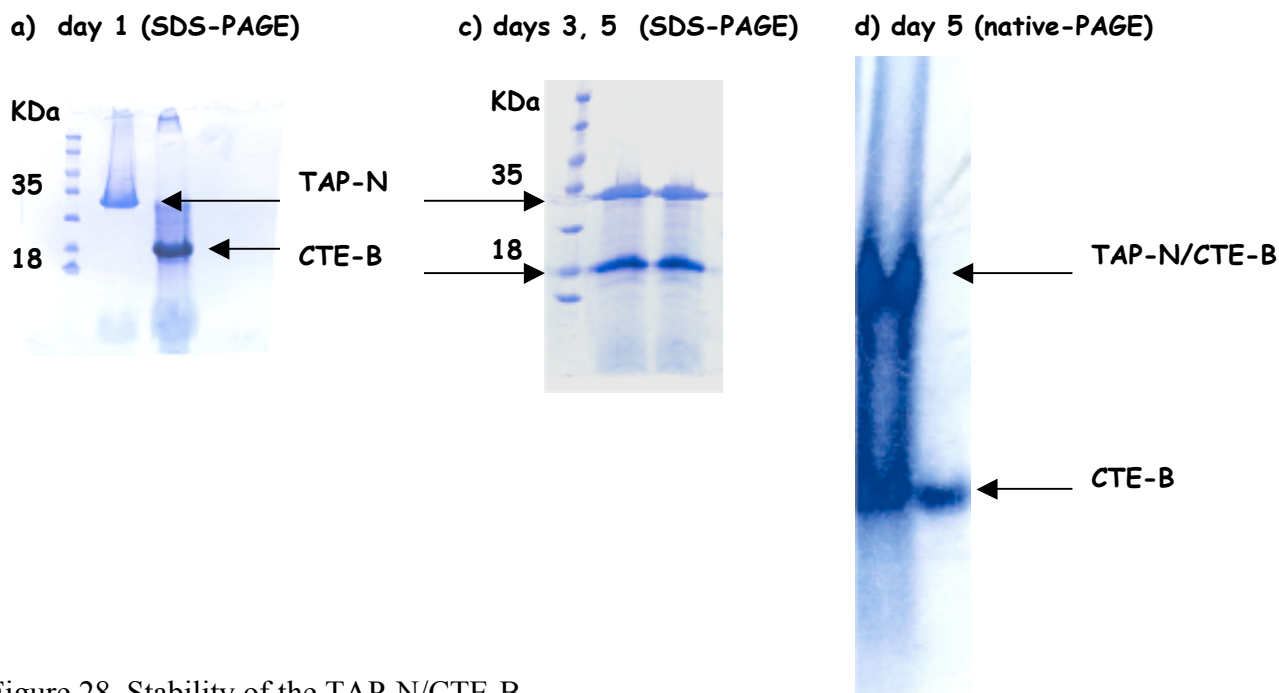 a) day 1 (SDS-PAGE)
KDa
35
18
TAP-N
CTE-B
c) days 3, 5 (SDS-PAGE)
KDa
35
18
d) day 5 (native-PAGE)
TAP-N/CTE-B
CTE-B
Figure 28. Stability of the TAP-N/CTE-B